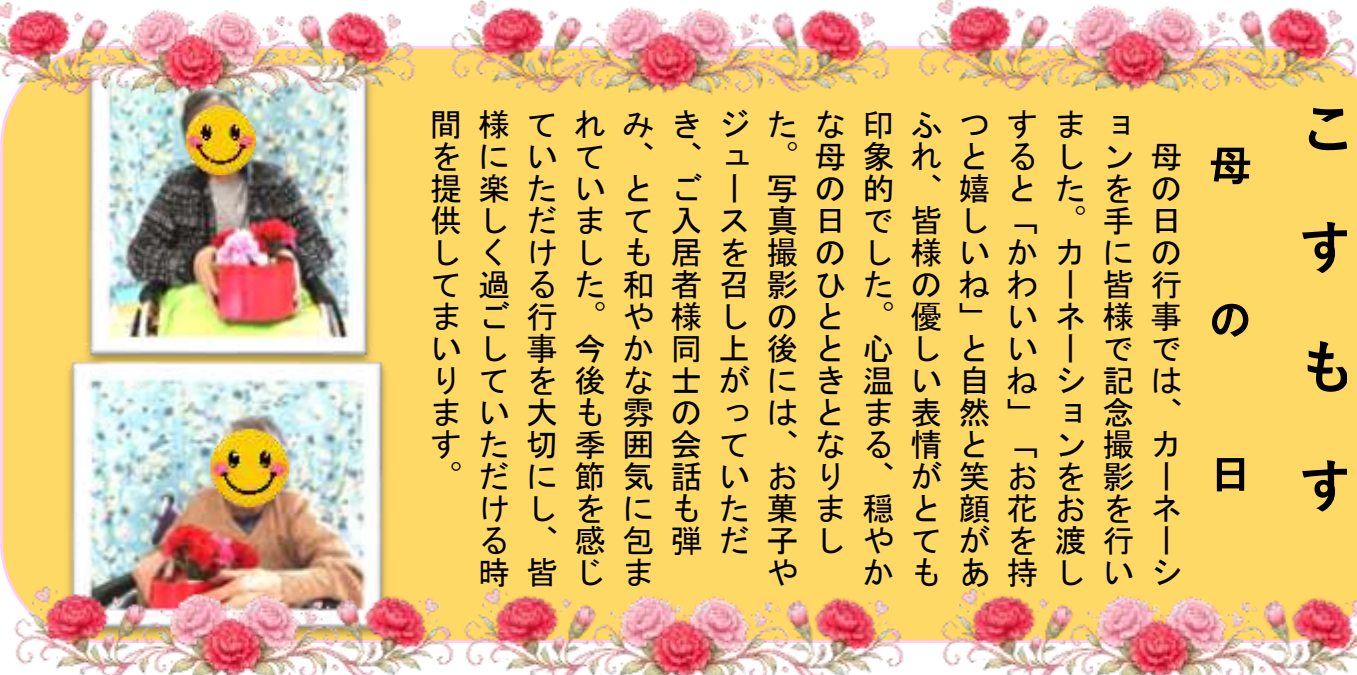 こすもす
母の日
母の日の行事では、カーネーシ
ョンを手に皆様で記念撮影を行い
ました。カーネーションをお渡し
すると「かわいいね」「お花を持
つと嬉しいね」と自然と笑顔があ
ふれ、皆様の優しい表情がとても
印象的でした。心温まる、穏やか
な母の日のひとときとなりまし
た。写真撮影の後には、お菓子や
ジュースを召し上がっていただ
き、ご入居者様同士の会話も弾
み、とても和やかな雰囲気に包ま
れていました。今後も季節を感じ
ていただける行事を大切にし、皆
様に楽しく過ごしていただける時
間を提供してまいります。